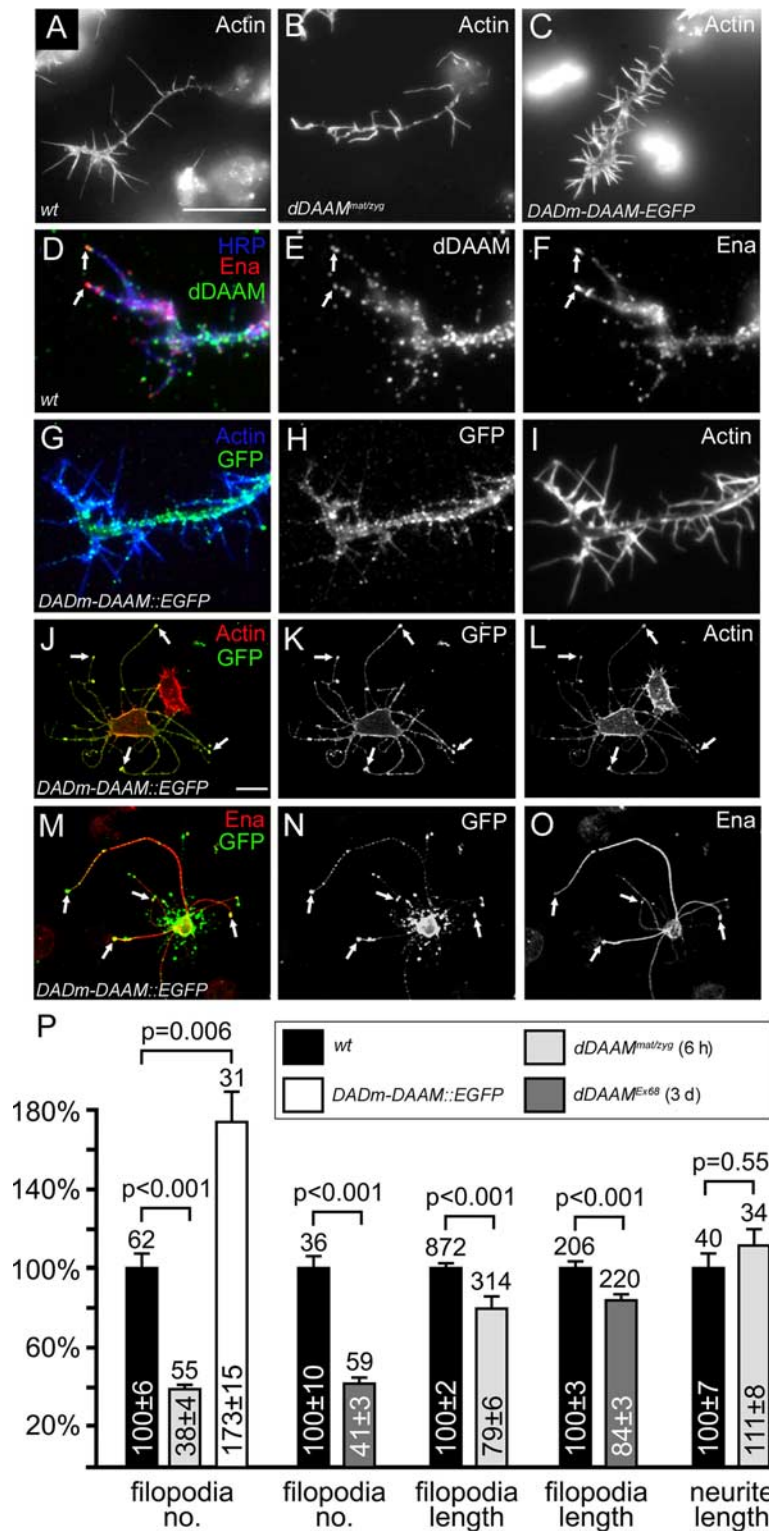 A Actin
wt
B Actin
dDAAMmat/zyg
C Actin
DADm-DAAM-EGFP
D HRP
Ena
dDAAM
wt
E dDAAM
F Ena
G Actin
GFP
DADm-DAAM::EGFP
H GFP
I Actin
J Actin
GFP
DADm-DAAM::EGFP
K GFP
L Actin
M Ena
GFP
DADm-DAAM::EGFP
N GFP
O Ena
P
wt
dDAAMmat/zyg (6 h)
DADm-DAAM::EGFP
dDAAMEx68 (3 d)
180%
140%
100%
60%
20%
p=0.006
p<0.001
62
55
31
100±6
38±4
173±15
filopodia
no.
p<0.001
36
59
100±10
41±3
filopodia
no.
p<0.001
872
314
100±2
79±6
filopodia
length
p<0.001
206
220
100±3
84±3
filopodia
length
p=0.55
40
34
100±7
111±8
neurite
length